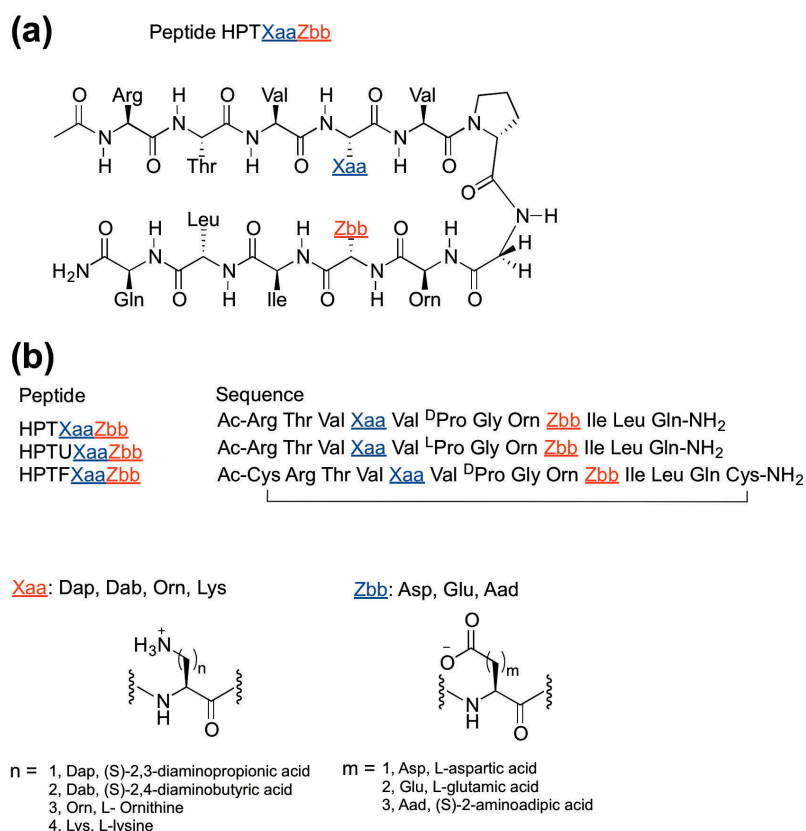 (a)
Peptide HPTXaaZbb
O Arg H O Val H O Val
N N N N N N
H O Thr H O Xaa H O
O
N–H
H
H
O H Leu O H Zbb O H
H₂N N N N N N
Gln O H Ile O H Orn O
(b)
Peptide Sequence
HPTXaaZbb Ac-Arg Thr Val Xaa Val ᴰPro Gly Orn Zbb Ile Leu Gln-NH₂
HPTUXaaZbb Ac-Arg Thr Val Xaa Val ᴸPro Gly Orn Zbb Ile Leu Gln-NH₂
HPTFXaaZbb Ac-Cys Arg Thr Val Xaa Val ᴰPro Gly Orn Zbb Ile Leu Gln Cys-NH₂
Xaa: Dap, Dab, Orn, Lys Zbb: Asp, Glu, Aad
H₃N⁺ n
N
H
O
O
⁻O m
N
H
O
n = 1, Dap, (S)-2,3-diaminopropionic acid
2, Dab, (S)-2,4-diaminobutyric acid
3, Orn, L- Ornithine
4, Lys, L-lysine
m = 1, Asp, L-aspartic acid
2, Glu, L-glutamic acid
3, Aad, (S)-2-aminoadipic acid